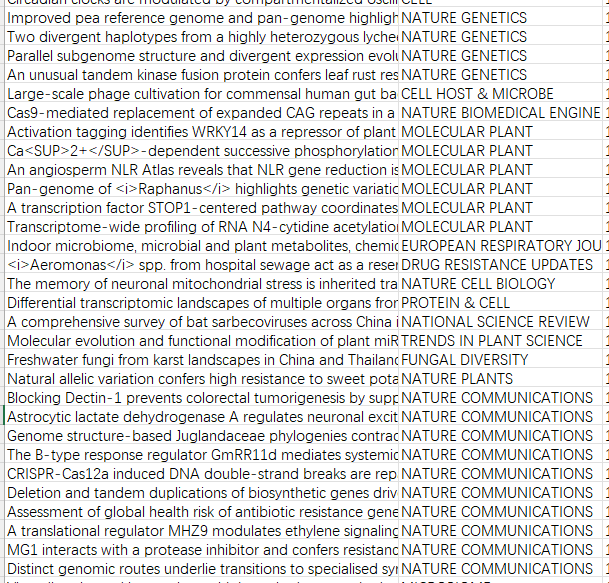 Circadian clocks are modulated by compartmentalized CELL
Improved pea reference genome and pan-genome highligh NATURE GENETICS
Two divergent haplotypes from a highly heterozygous lyche NATURE GENETICS
Parallel subgenome structure and divergent expression evol NATURE GENETICS
An unusual tandem kinase fusion protein confers leaf rust res NATURE GENETICS
Large-scale phage cultivation for commensal human gut ba CELL HOST & MICROBE
Cas9-mediated replacement of expanded CAG repeats in a NATURE BIOMEDICAL ENGINE
Activation tagging identifies WRKY14 as a repressor of plant MOLECULAR PLANT
Ca<SUP>2+</SUP>-dependent successive phosphorylation MOLECULAR PLANT
An angiosperm NLR Atlas reveals that NLR gene reduction is MOLECULAR PLANT
Pan-genome of <i>Raphanus</i> highlights genetic variatic MOLECULAR PLANT
A transcription factor STOP1-centered pathway coordinates MOLECULAR PLANT
Transcriptome-wide profiling of RNA N4-cytidine acetylatio MOLECULAR PLANT
Indoor microbiome, microbial and plant metabolites, chemic EUROPEAN RESPIRATORY JOU
<i>Aeromonas</i> spp. from hospital sewage act as a rese DRUG RESISTANCE UPDATES
The memory of neuronal mitochondrial stress is inherited tra NATURE CELL BIOLOGY
Differential transcriptomic landscapes of multiple organs fror PROTEIN & CELL
A comprehensive survey of bat sarbecoviruses across China i NATIONAL SCIENCE REVIEW
Molecular evolution and functional modification of plant miR TRENDS IN PLANT SCIENCE
Freshwater fungi from karst landscapes in China and Thailand FUNGAL DIVERSITY
Natural allelic variation confers high resistance to sweet pota NATURE PLANTS
Blocking Dectin-1 prevents colorectal tumorigenesis by supp NATURE COMMUNICATIONS
Astrocytic lactate dehydrogenase A regulates neuronal excit NATURE COMMUNICATIONS
Genome structure-based Juglandaceae phylogenies contrac NATURE COMMUNICATIONS
The B-type response regulator GmRR11d mediates systemic NATURE COMMUNICATIONS
CRISPR-Cas12a induced DNA double-strand breaks are rep NATURE COMMUNICATIONS
Deletion and tandem duplications of biosynthetic genes driv NATURE COMMUNICATIONS
Assessment of global health risk of antibiotic resistance gene NATURE COMMUNICATIONS
A translational regulator MHZ9 modulates ethylene signaling NATURE COMMUNICATIONS
MG1 interacts with a protease inhibitor and confers resistanc NATURE COMMUNICATIONS
Distinct genomic routes underlie transitions to specialised syr NATURE COMMUNICATIONS